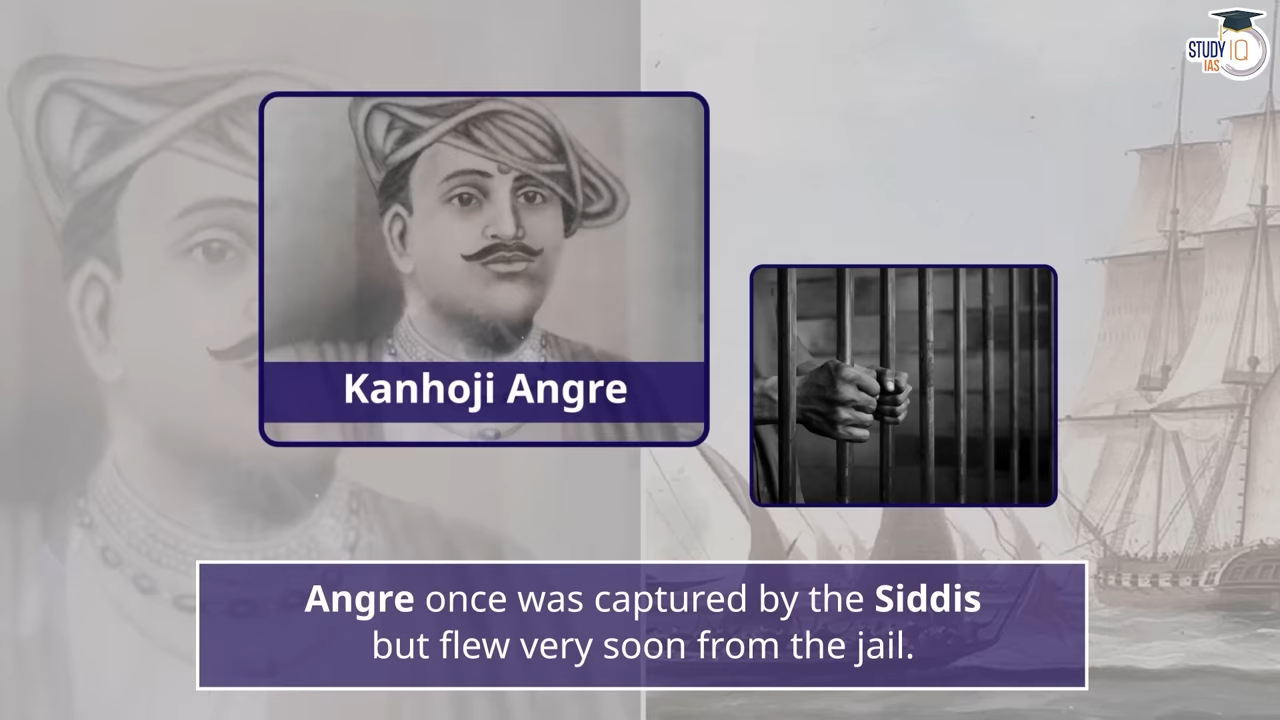 STUDY IQ
IAS
Kanhoji Angre
Angre once was captured by the Siddis
but flew very soon from the jail.